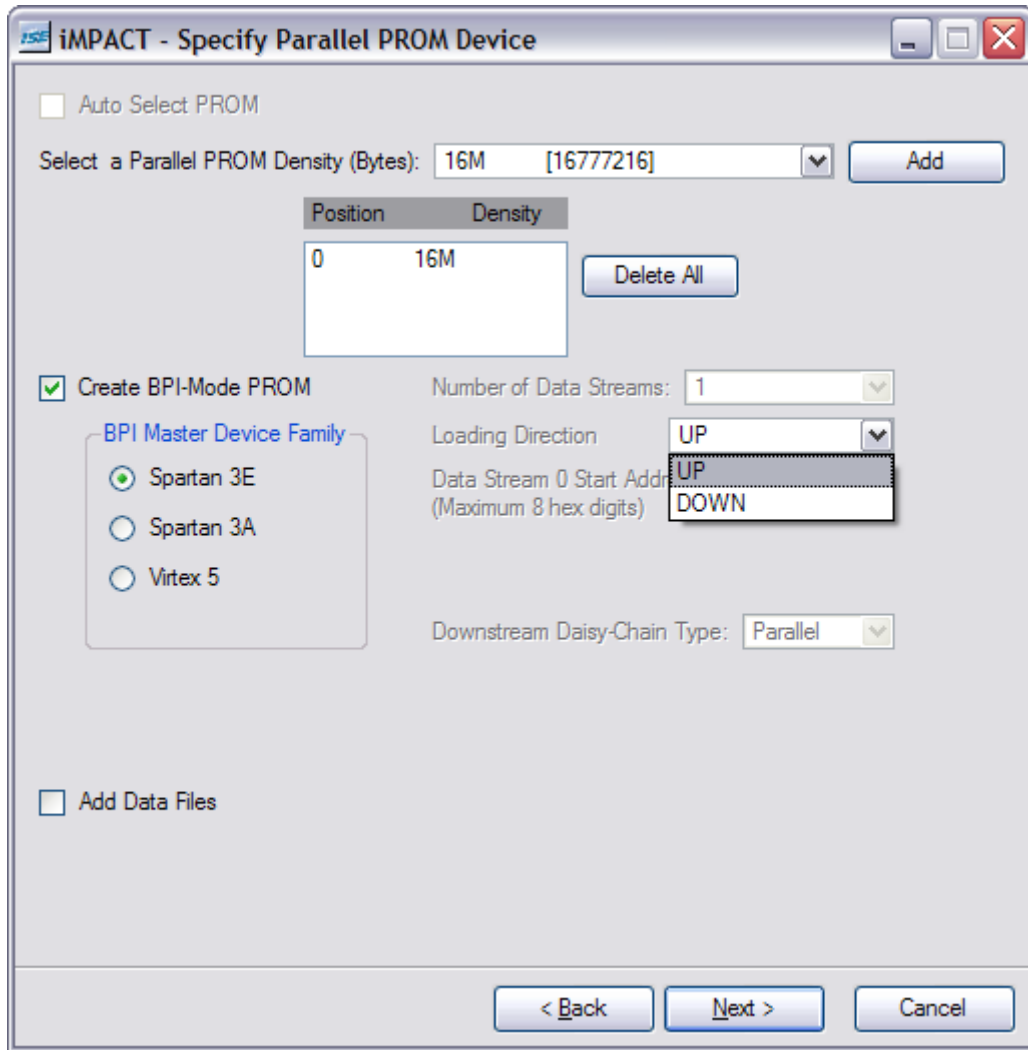 ISE iMPACT - Specify Parallel PROM Device
Auto Select PROM
Select a Parallel PROM Density (Bytes): 16M [16777216] Add
Position Density
0 16M
Delete All
Create BPI-Mode PROM
Number of Data Streams: 1
BPI Master Device Family
Loading Direction UP
Spartan 3E
UP
Data Stream 0 Start Addr
(Maximum 8 hex digits)
DOWN
Spartan 3A
Virtex 5
Downstream Daisy-Chain Type: Parallel
Add Data Files
< Back Next > Cancel